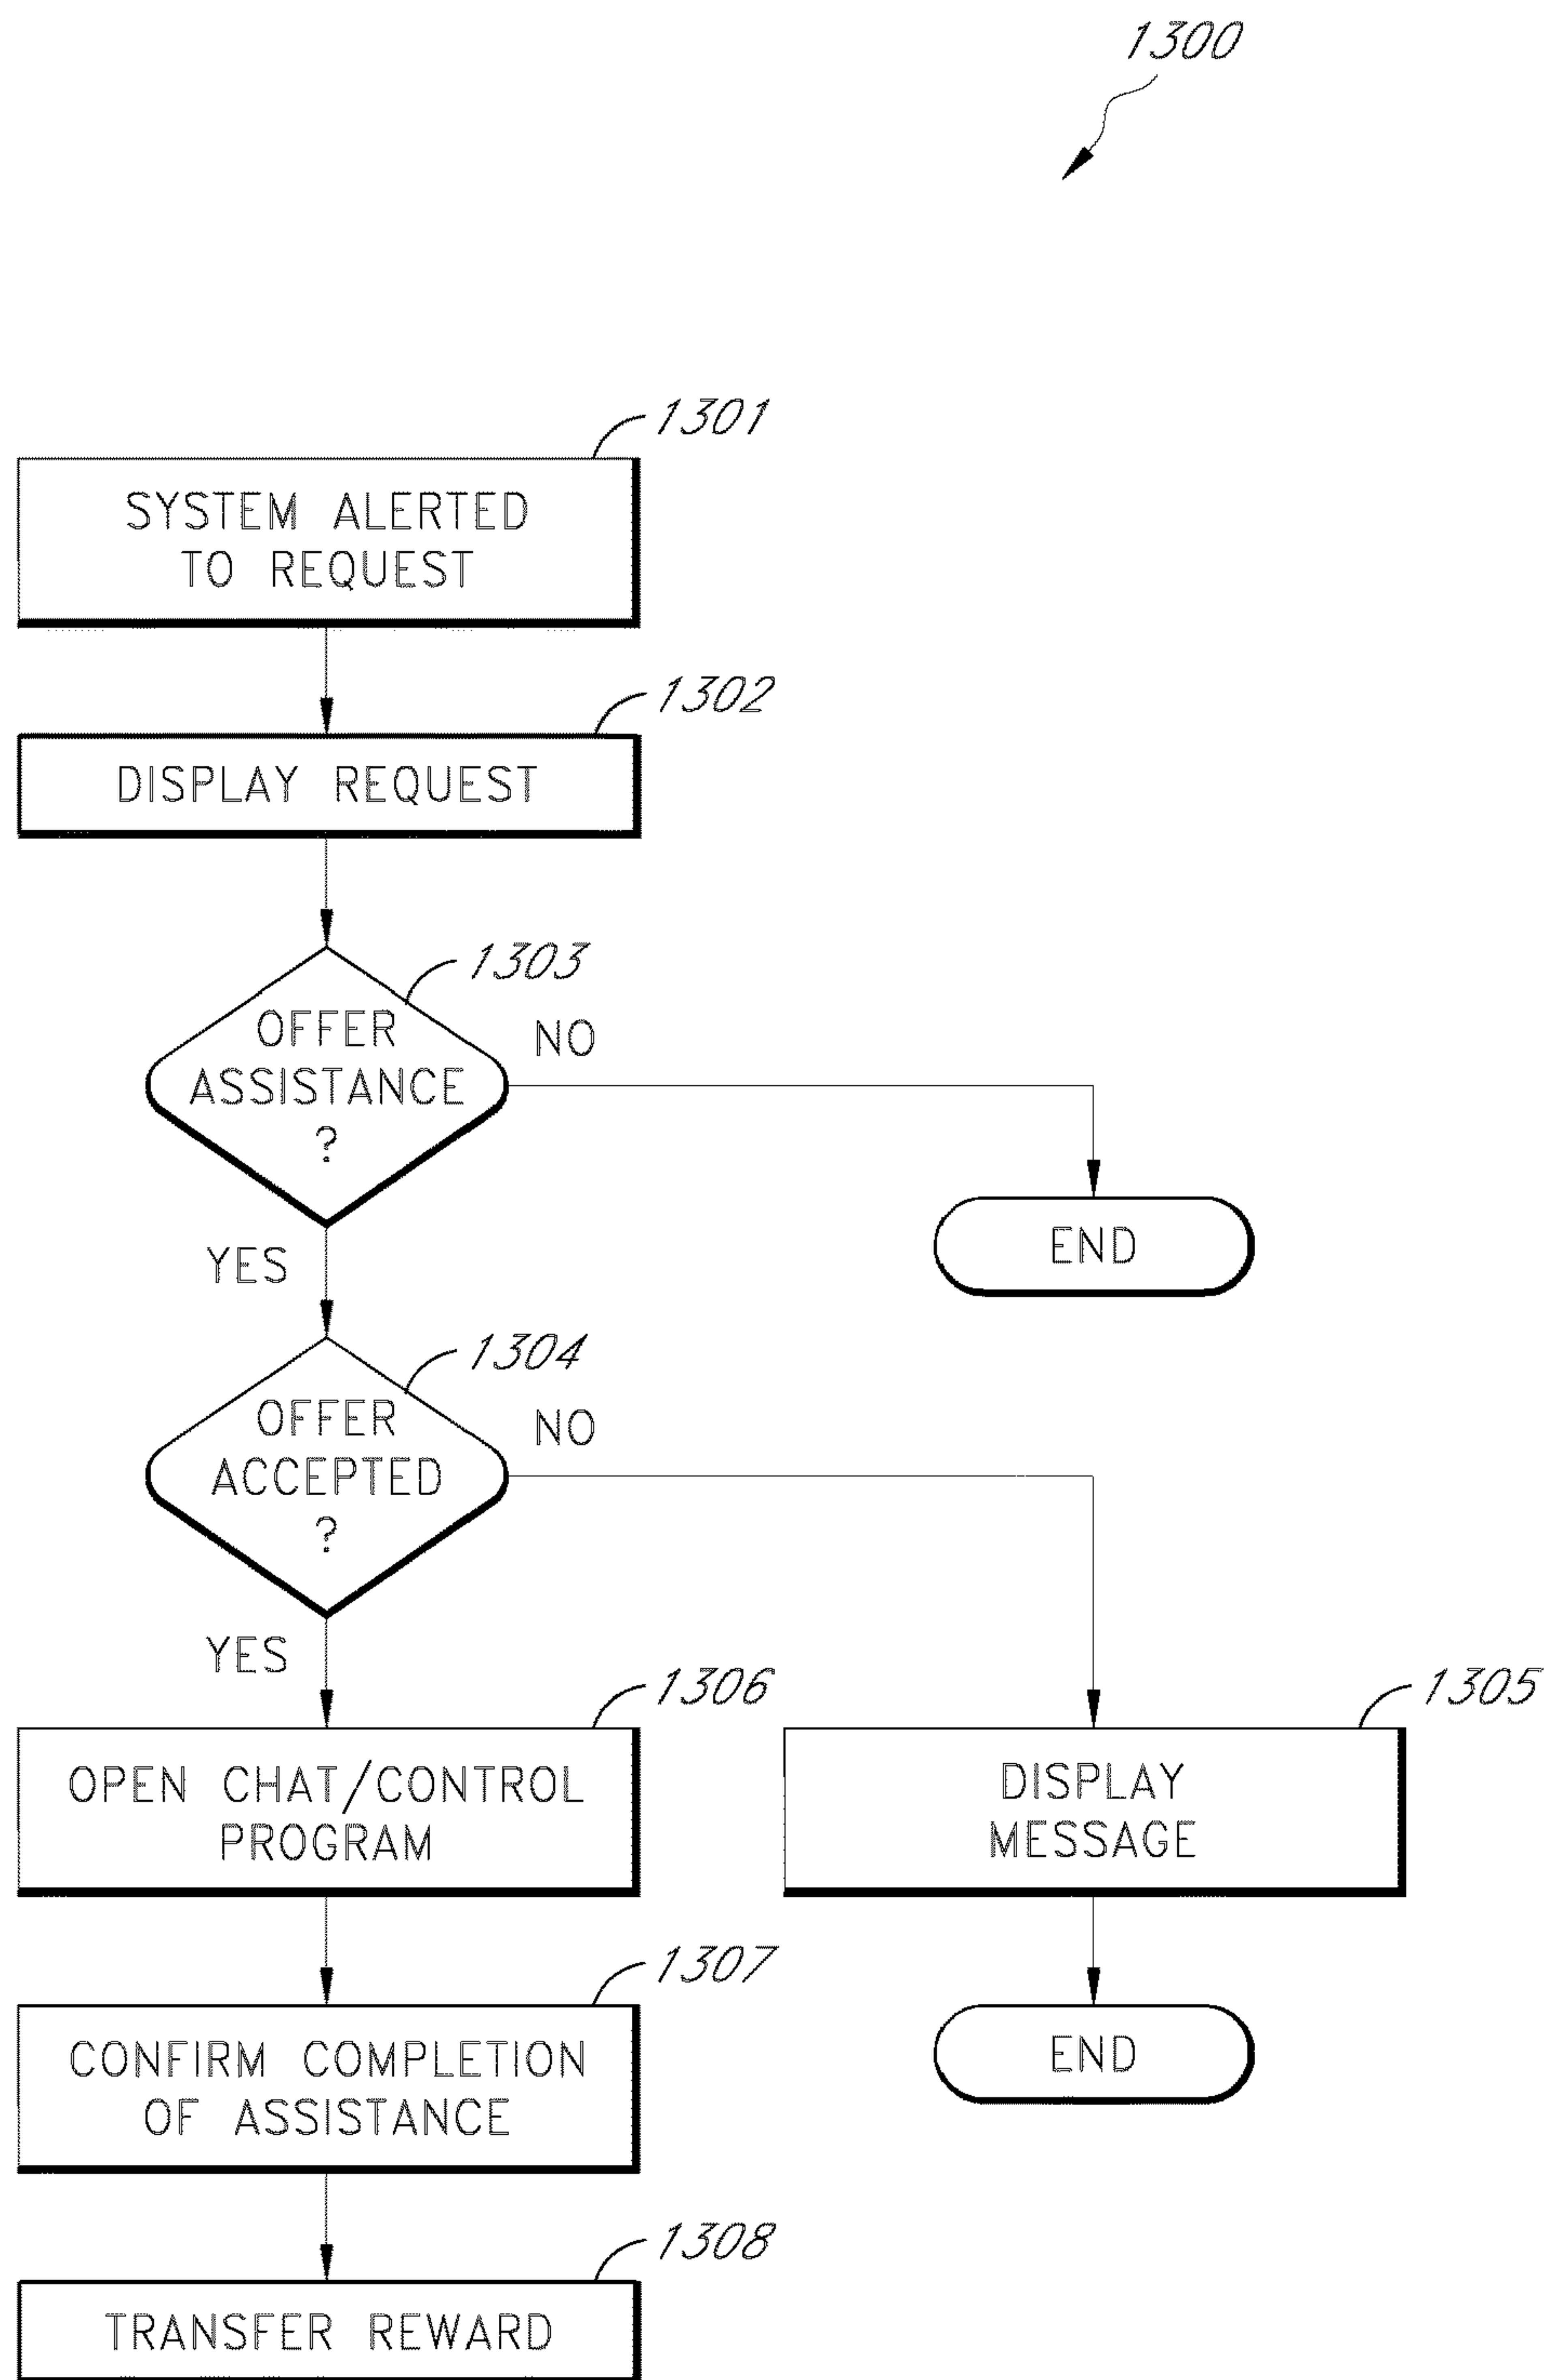 1300
1301
SYSTEM ALERTED
TO REQUEST
1302
DISPLAY REQUEST
1303
OFFER
ASSISTANCE
?
NO
END
YES
1304
OFFER
ACCEPTED
?
NO
YES
1306
OPEN CHAT/CONTROL
PROGRAM
1305
DISPLAY
MESSAGE
1307
CONFIRM COMPLETION
OF ASSISTANCE
END
1308
TRANSFER REWARD